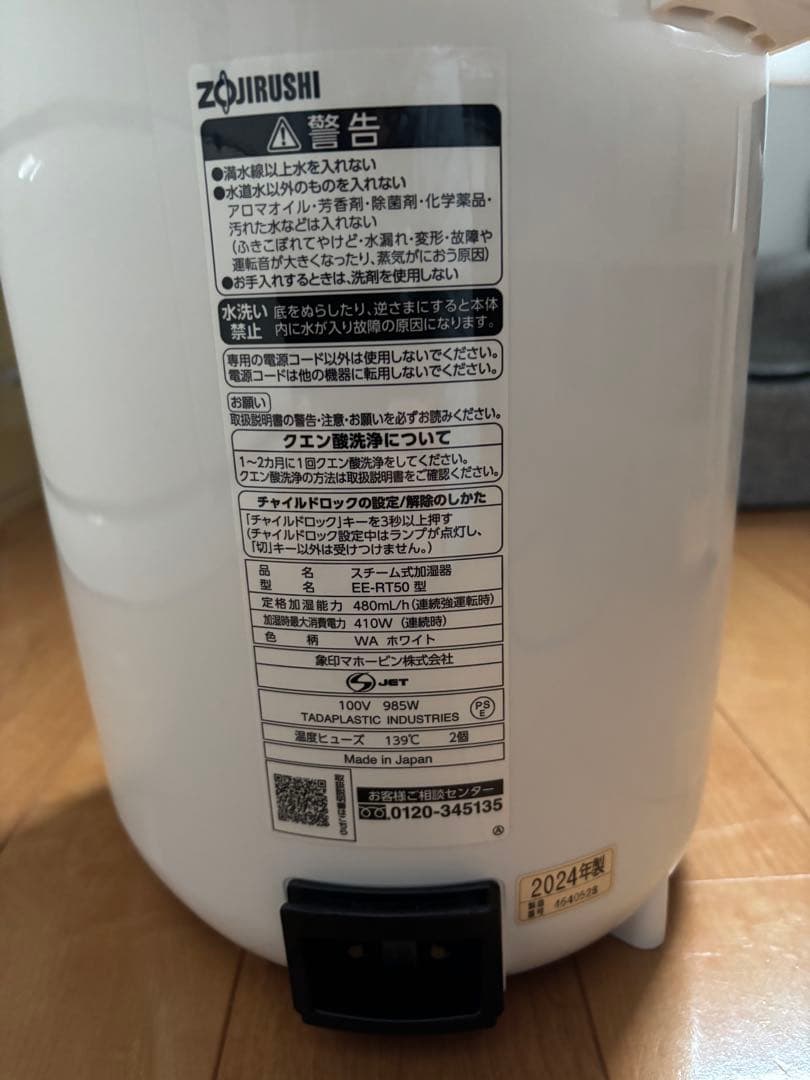 ZOJIRUSHI
警告
●満水線以上水を入れない
●水道水以外のものを入れない
アロマオイル・芳香剤・除菌剤・化学薬品・
汚れた水などは入れない
(ふきこぼれてやけど・水漏れ・変形・故障や
運転音が大きくなったり、蒸気がにおう原因)
●お手入れするときは、洗剤を使用しない
水洗い禁止 底をぬらしたり、逆さまにすると本体
内に水が入り故障の原因になります。
専用の電源コード以外は使用しないでください。
電源コードは他の機器に転用しないでください。
お願い
取扱説明書の警告・注意・お願いを必ずお読みください。
クエン酸洗浄について
1〜2カ月に1回クエン酸洗浄をしてください。
クエン酸洗浄の方法は取扱説明書をご確認ください。
チャイルドロックの設定/解除のしかた
「チャイルドロック」キーを3秒以上押す
(チャイルドロック設定中はランプが点灯し、
「切」キー以外は受けつけません。)
品名 スチーム式加湿器
型名 EE-RT50 型
定格加湿能力 480mL/h(連続強運転時)
加湿時最大消費電力 410W (連続時)
色柄 WA ホワイト
象印マホービン株式会社
S JET
100V 985W
TADAPLASTIC INDUSTRIES
PS E
温度ヒューズ 139℃ 2個
Made in Japan
取扱説明書はこちら
お客様ご相談センター
0120-345135
Ⓐ
2024年製
製造番号 464052S